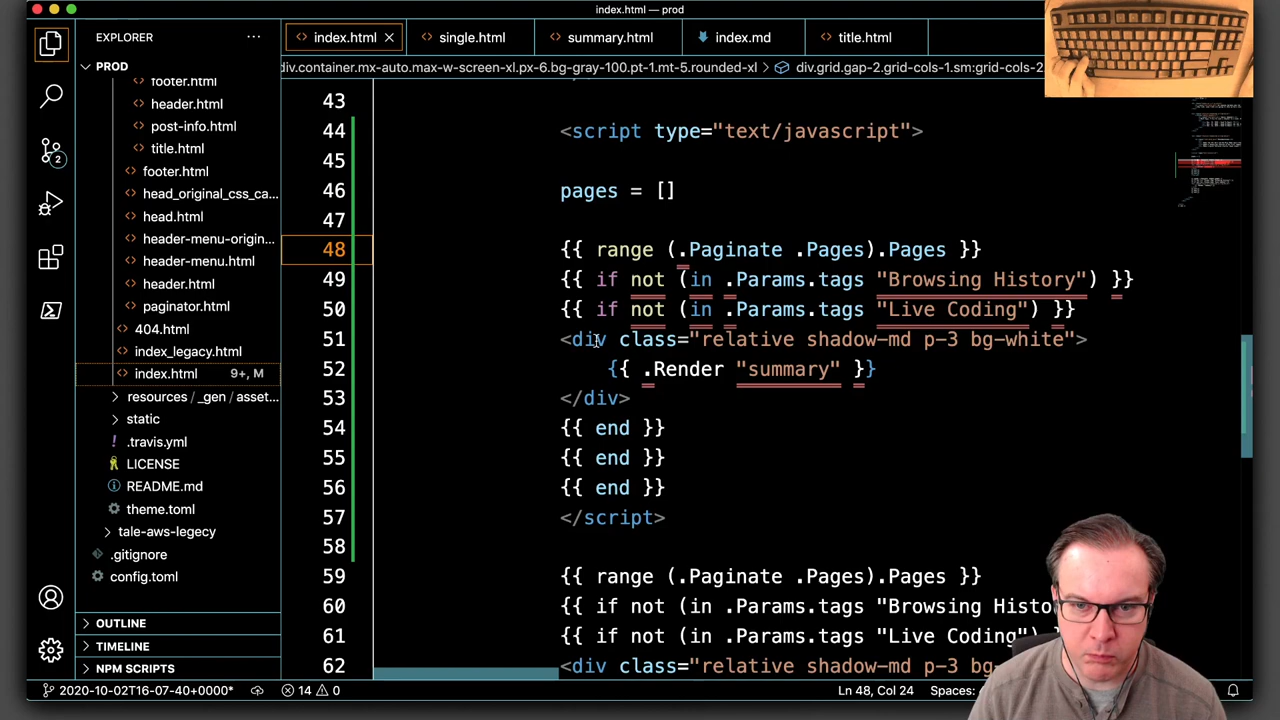 index.html — prod
EXPLORER
index.html
single.html
summary.html
index.md
title.html
PROD
div.container.mx-auto.max-w-screen-xl.px-6.bg-gray-100.pt-1.mt-5.rounded-xl > div.grid.gap-2.grid-cols-1.sm:grid-cols-2.
footer.html
header.html
post-info.html
title.html
footer.html
head_original_css_ca...
head.html
header-menu-origin...
header-menu.html
header.html
paginator.html
404.html
index_legacy.html
index.html 9+, M
resources / _gen / asset...
static
.travis.yml
LICENSE
README.md
theme.toml
tale-aws-legacy
.gitignore
config.toml
OUTLINE
TIMELINE
NPM SCRIPTS
2
43
44 <script type="text/javascript">
45
46 pages = []
47
48 {{ range (.Paginate .Pages).Pages }}
49 {{ if not (in .Params.tags "Browsing History") }}
50 {{ if not (in .Params.tags "Live Coding") }}
51 <div class="relative shadow-md p-3 bg-white">
52 {{ .Render "summary" }}
53 </div>
54 {{ end }}
55 {{ end }}
56 {{ end }}
57 </script>
58
59 {{ range (.Paginate .Pages).Pages }}
60 {{ if not (in .Params.tags "Browsing Histo
61 {{ if not (in .Params.tags "Live Coding")
62 <div class="relative shadow-md p-3 bg-
2020-10-02T16-07-40+0000* 14 0 Ln 48, Col 24 Spaces: